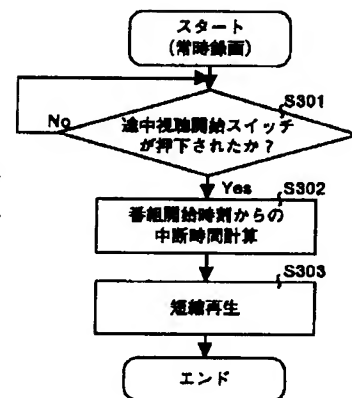 スタート
(常時録画)
S301
途中視聴開始スイッチ
が押下されたか？
No
Yes
S302
番組開始時刻からの
中断時間計算
S303
短縮再生
エンド